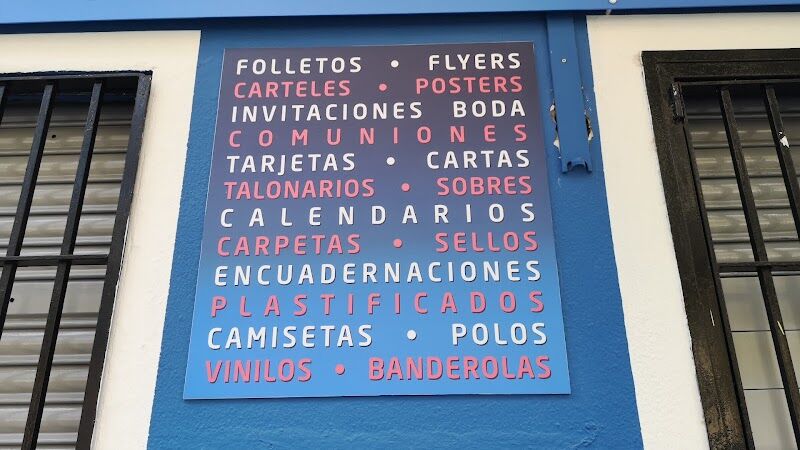 FOLLETOS • FLYERS
CARTELES • POSTERS
INVITACIONES BODA
COMUNIONES
TARJETAS • CARTAS
TALONARIOS • SOBRES
CALENDARIOS
CARPETAS • SELLOS
ENCUADERNACIONES
PLASTIFICADOS
CAMISETAS • POLOS
VINILOS • BANDEROLAS